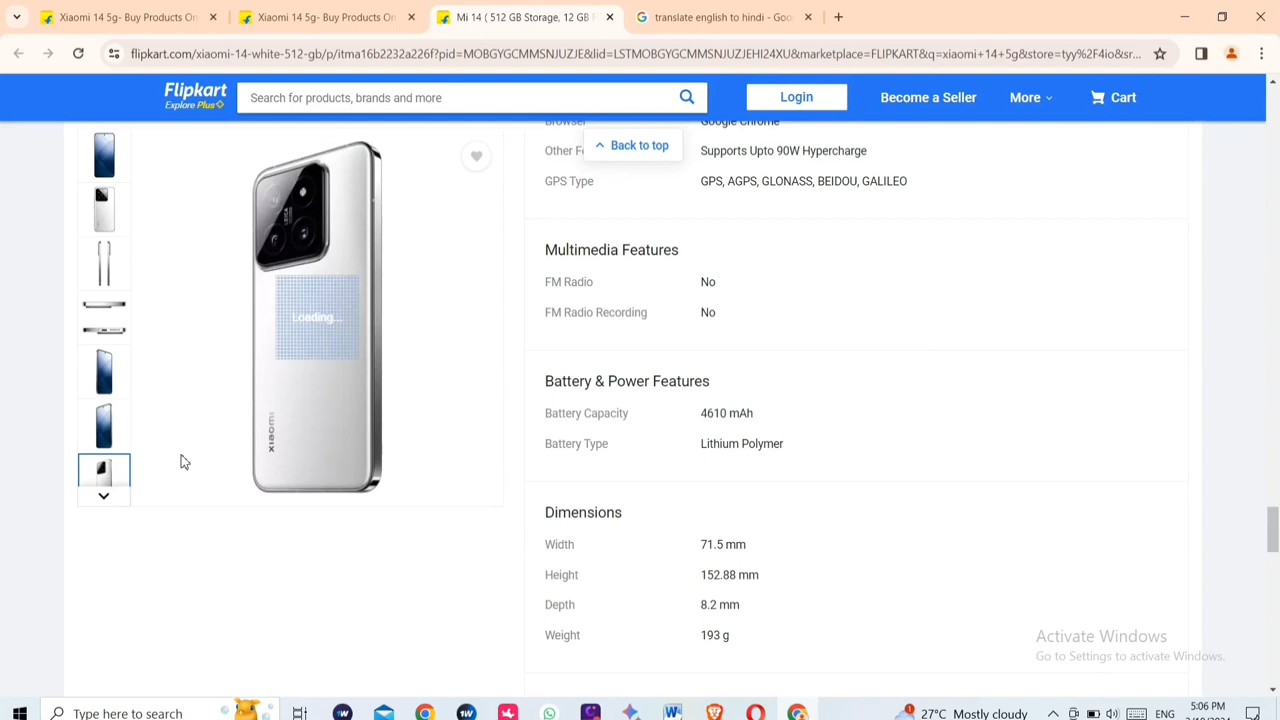 Xiaomi 14 5g- Buy Products On
Xiaomi 14 5g- Buy Products On
Mi 14 ( 512 GB Storage, 12 GB
translate english to hindi - Goo
flipkart.com/xiaomi-14-white-512-gb/p/itma16b2232a226f?pid=MOBGYGCMMSNJUZJE&lid=LSTMOBGYGCMMSNJUZJEHI24XU&marketplace=FLIPKART&q=xiaomi+14+5g&store=tyy%2F4io&sr...
Flipkart
Explore Plus
Search for products, brands and more
Login
Become a Seller
More
Cart
Browser Google Chrome
Back to top
Other Fe Supports Upto 90W Hypercharge
GPS Type GPS, AGPS, GLONASS, BEIDOU, GALILEO
LEICA
Loading...
xiaomi
Multimedia Features
FM Radio No
FM Radio Recording No
Battery & Power Features
Battery Capacity 4610 mAh
Battery Type Lithium Polymer
Dimensions
Width 71.5 mm
Height 152.88 mm
Depth 8.2 mm
Weight 193 g
Activate Windows
Go to Settings to activate Windows.
Type here to search
27°C Mostly cloudy
ENG
5:06 PM